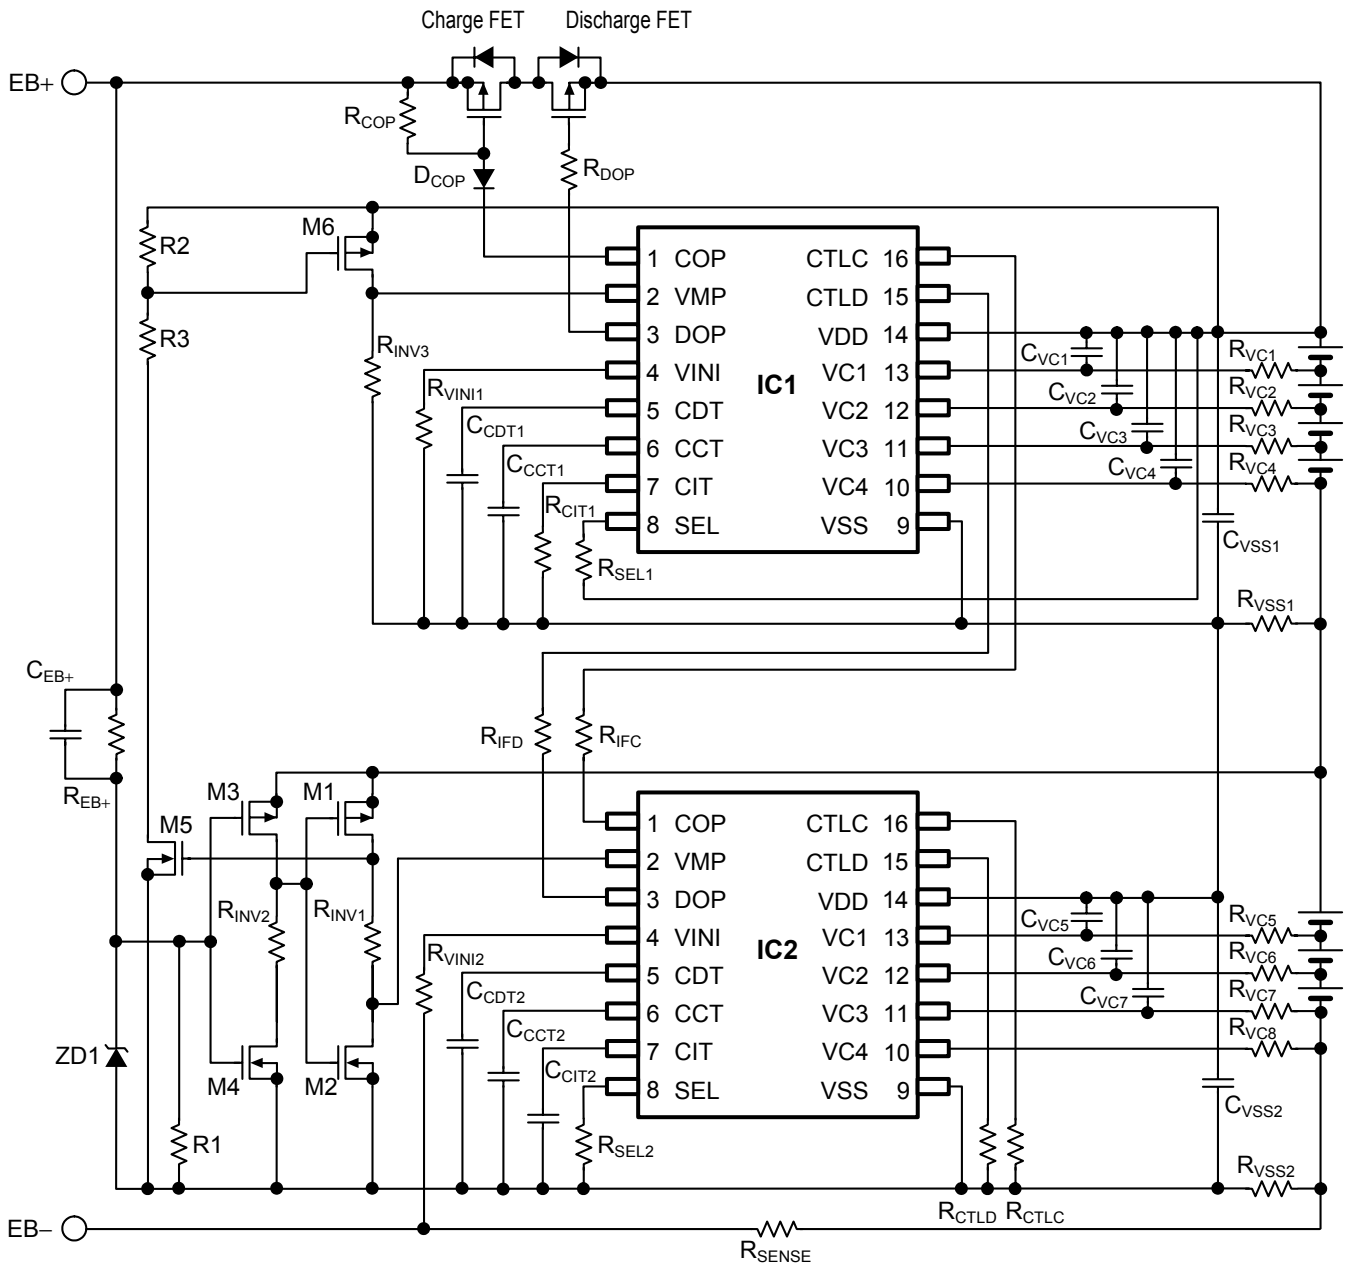 Charge FET
Discharge FET
EB+
RCOP
DCOP
RDOP
M6
R2
R3
RINV3
RVINI1
CCDT1
CCCT1
RCIT1
RSEL1
IC1
1 COP
2 VMP
3 DOP
4 VINI
5 CDT
6 CCT
7 CIT
8 SEL
CTLC 16
CTLD 15
VDD 14
VC1 13
VC2 12
VC3 11
VC4 10
VSS 9
CVC1
CVC2
CVC3
CVC4
RVC1
RVC2
RVC3
RVC4
CVSS1
RVSS1
CEB+
REB+
RIFD
RIFC
M3
M1
M5
RINV2
RINV1
RVINI2
CCDT2
CCCT2
CCIT2
RSEL2
ZD1
M4
M2
R1
IC2
1 COP
2 VMP
3 DOP
4 VINI
5 CDT
6 CCT
7 CIT
8 SEL
CTLC 16
CTLD 15
VDD 14
VC1 13
VC2 12
VC3 11
VC4 10
VSS 9
CVC5
CVC6
CVC7
RVC5
RVC6
RVC7
RVC8
CVSS2
RVSS2
RCTLD
RCTLC
EB−
RSENSE